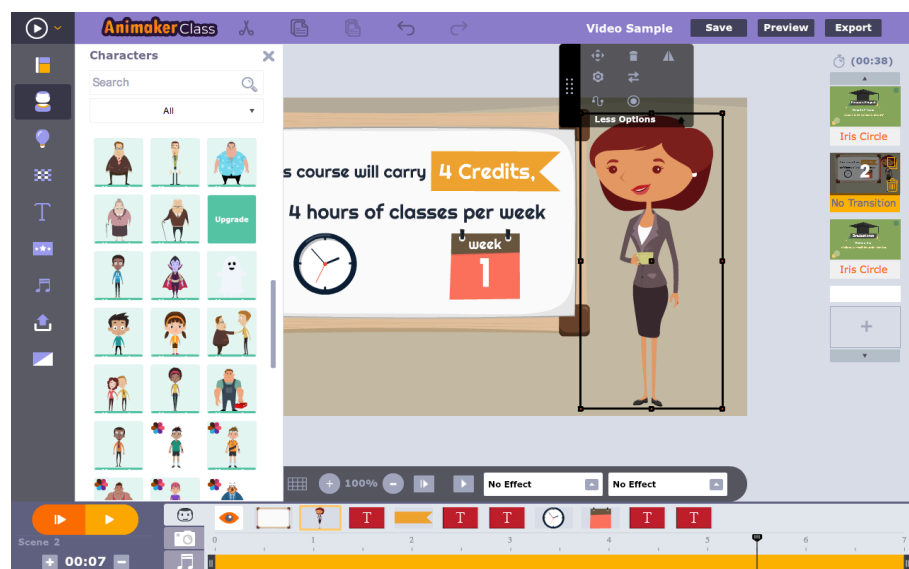 Animaker Class
Video Sample
Save
Preview
Export
Characters
Search
All
Upgrade
Less Options
s course will carry
4 Credits,
4 hours of classes per week
week
1
(00:38)
Iris Circle
2
No Transition
Iris Circle
+
100%
No Effect
No Effect
T
T
T
T
T
T
Scene 2
00:07
0
1
2
3
4
5
6
7